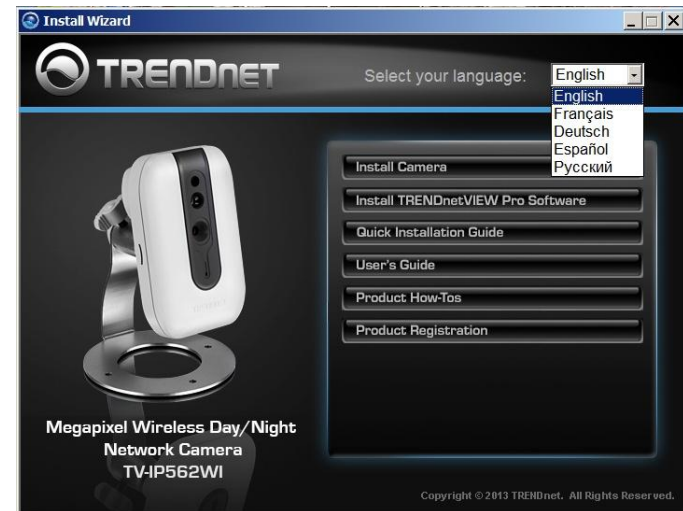 Install Wizard
TRENDNET
Select your language:
English
English
Français
Deutsch
Español
Русский
Install Camera
Install TRENDnetVIEW Pro Software
Quick Installation Guide
User's Guide
Product How-Tos
Product Registration
Megapixel Wireless Day/Night
Network Camera
TV-IP562WI
Copyright © 2013 TRENDnet. All Rights Reserved.